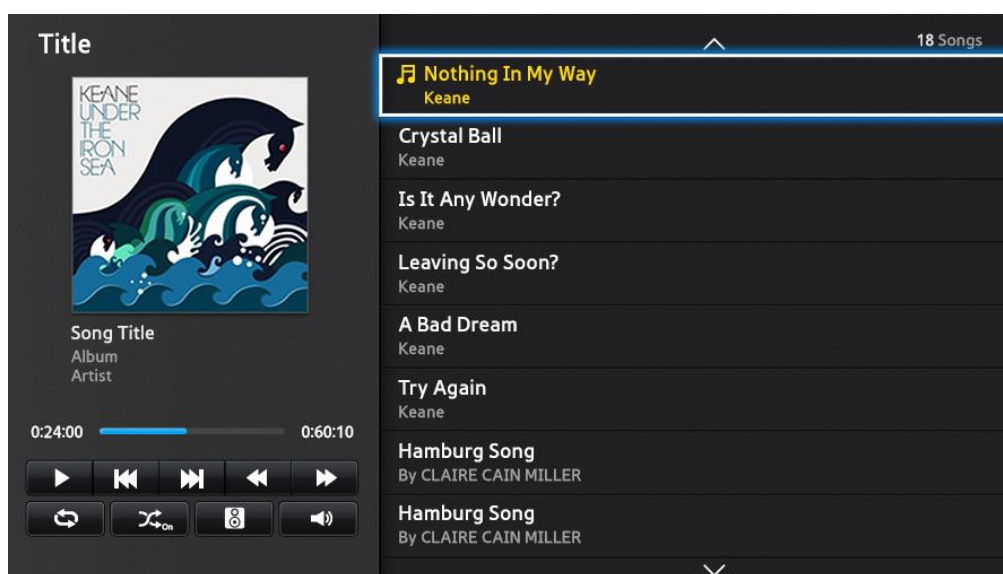 Title
KEANE
UNDER
THE
IRON
SEA
Song Title
Album
Artist
0:24:00 0:60:10
On
18 Songs
Nothing In My Way
Keane
Crystal Ball
Keane
Is It Any Wonder?
Keane
Leaving So Soon?
Keane
A Bad Dream
Keane
Try Again
Keane
Hamburg Song
By CLAIRE CAIN MILLER
Hamburg Song
By CLAIRE CAIN MILLER